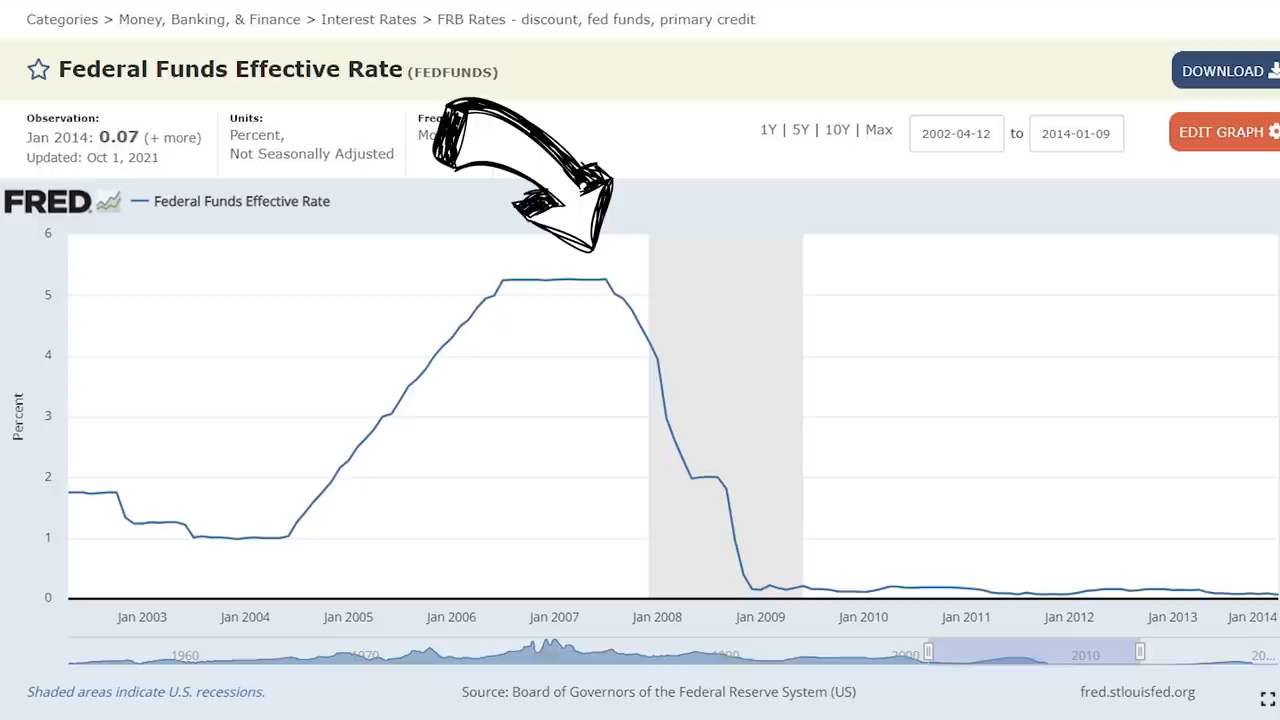 Categories > Money, Banking, & Finance > Interest Rates > FRB Rates - discount, fed funds, primary credit
Federal Funds Effective Rate (FEDFUNDS)
DOWNLOAD
Observation:
Jan 2014: 0.07 (+ more)
Updated: Oct 1, 2021
Units:
Percent,
Not Seasonally Adjusted
1Y | 5Y | 10Y | Max
2002-04-12 to 2014-01-09
EDIT GRAPH
FRED
Federal Funds Effective Rate
Percent
6
5
4
3
2
1
0
Jan 2003 Jan 2004 Jan 2005 Jan 2006 Jan 2007 Jan 2008 Jan 2009 Jan 2010 Jan 2011 Jan 2012 Jan 2013 Jan 2014
1960 1970 2000 2010
Shaded areas indicate U.S. recessions.
Source: Board of Governors of the Federal Reserve System (US)
fred.stlouisfed.org